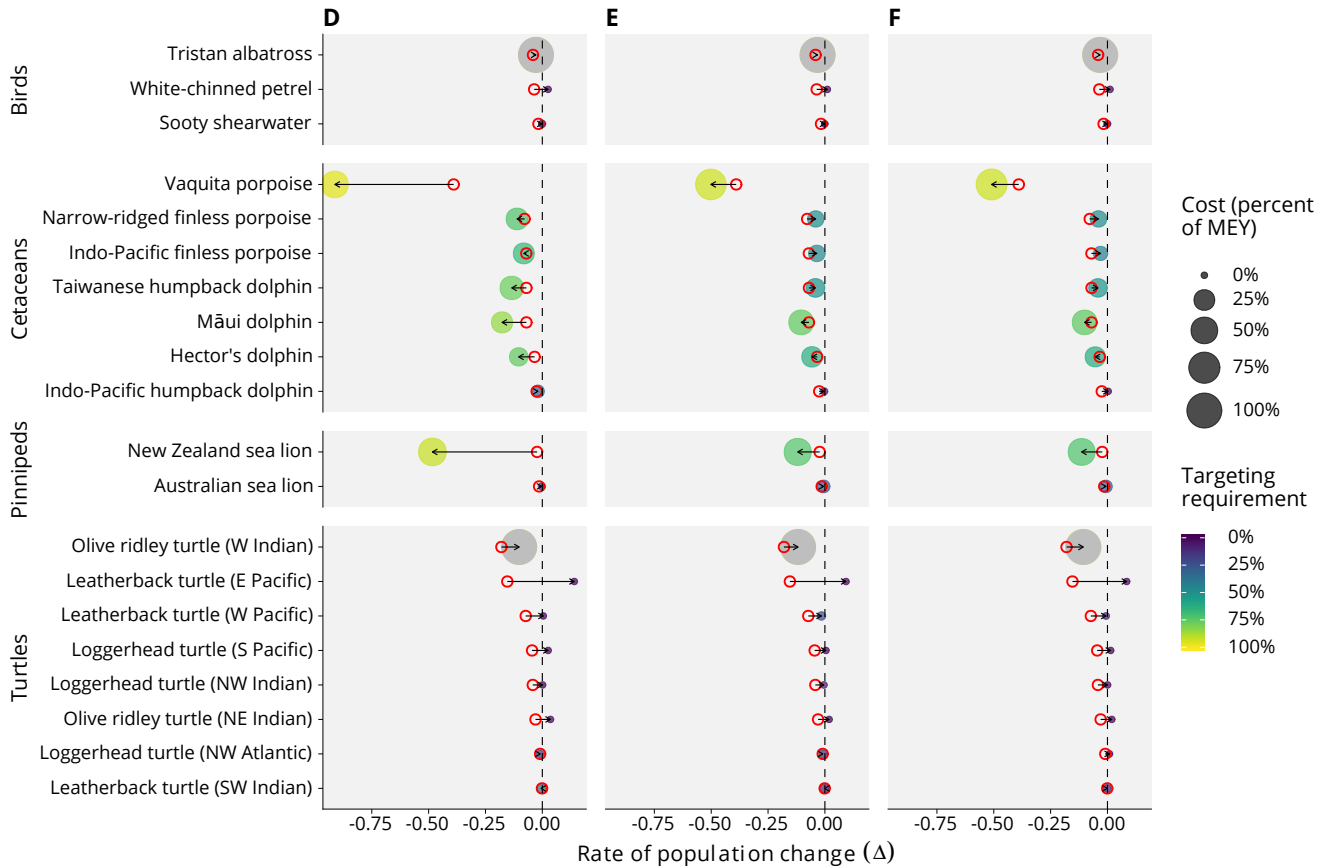 D E F
Birds
Tristan albatross
White-chinned petrel
Sooty shearwater
Cetaceans
Vaquita porpoise
Narrow-ridged finless porpoise
Indo-Pacific finless porpoise
Taiwanese humpback dolphin
Māui dolphin
Hector's dolphin
Indo-Pacific humpback dolphin
Pinnipeds
New Zealand sea lion
Australian sea lion
Turtles
Olive ridley turtle (W Indian)
Leatherback turtle (E Pacific)
Leatherback turtle (W Pacific)
Loggerhead turtle (S Pacific)
Loggerhead turtle (NW Indian)
Olive ridley turtle (NE Indian)
Loggerhead turtle (NW Atlantic)
Leatherback turtle (SW Indian)
-0.75 -0.50 -0.25 0.00 -0.75 -0.50 -0.25 0.00 -0.75 -0.50 -0.25 0.00
Rate of population change (Δ)
Cost (percent
of MEY)
0%
25%
50%
75%
100%
Targeting
requirement
0%
25%
50%
75%
100%